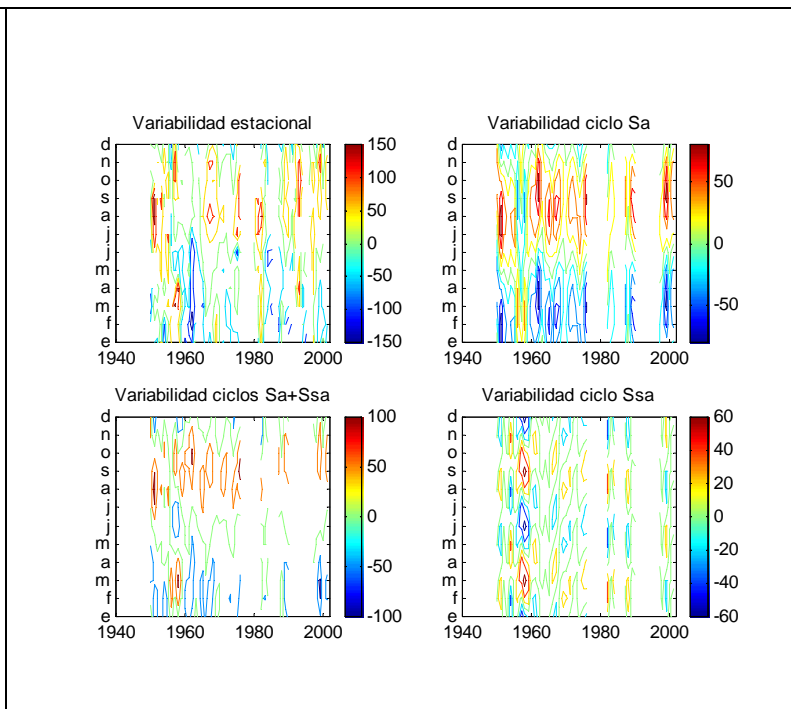 Variabilidad estacional
d
n
o
s
a
j
j
m
a
m
f
e
1940
1960
1980
2000
150
100
50
0
-50
-100
-150
Variabilidad ciclo Sa
d
n
o
s
a
j
j
m
a
m
f
e
1940
1960
1980
2000
50
0
-50
Variabilidad ciclos Sa+Ssa
d
n
o
s
a
j
j
m
a
m
f
e
1940
1960
1980
2000
100
50
0
-50
-100
Variabilidad ciclo Ssa
d
n
o
s
a
j
j
m
a
m
f
e
1940
1960
1980
2000
60
40
20
0
-20
-40
-60